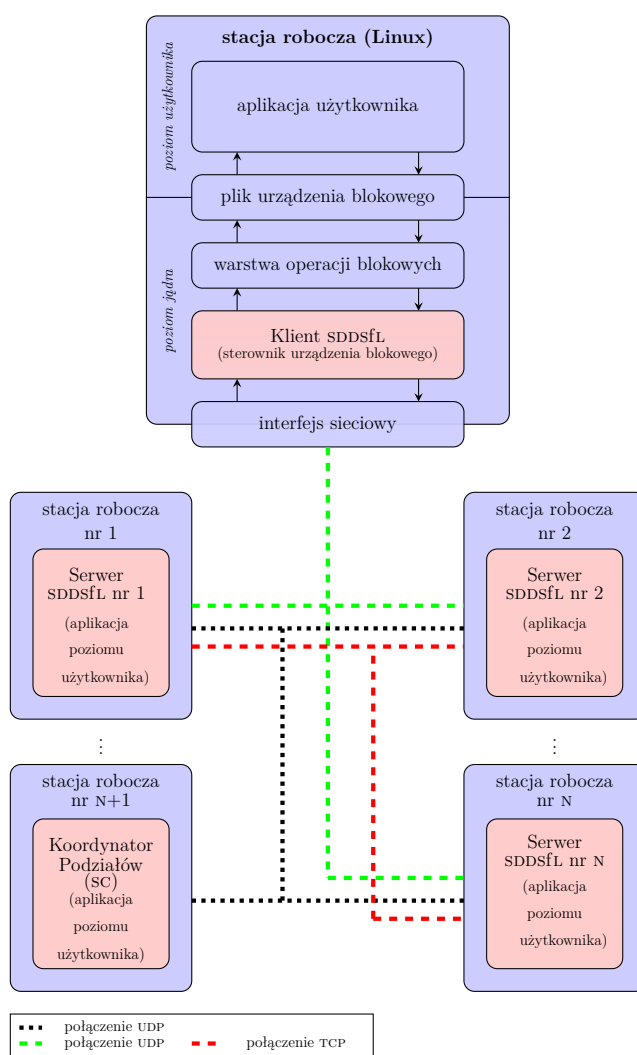 stacja robocza (Linux)
poziom użytkownika
aplikacja użytkownika
plik urządzenia blokowego
poziom jądra
warstwa operacji blokowych
Klient SDDSfL
(sterownik urządzenia blokowego)
interfejs sieciowy
stacja robocza
nr 1
Serwer
SDDSfL nr 1
(aplikacja
poziomu
użytkownika)
stacja robocza
nr 2
Serwer
SDDSfL nr 2
(aplikacja
poziomu
użytkownika)
⋮
⋮
stacja robocza
nr N+1
Koordynator
Podziałów
(SC)
(aplikacja
poziomu
użytkownika)
stacja robocza
nr N
Serwer
SDDSfL nr N
(aplikacja
poziomu
użytkownika)
połączenie UDP
połączenie UDP
połączenie TCP